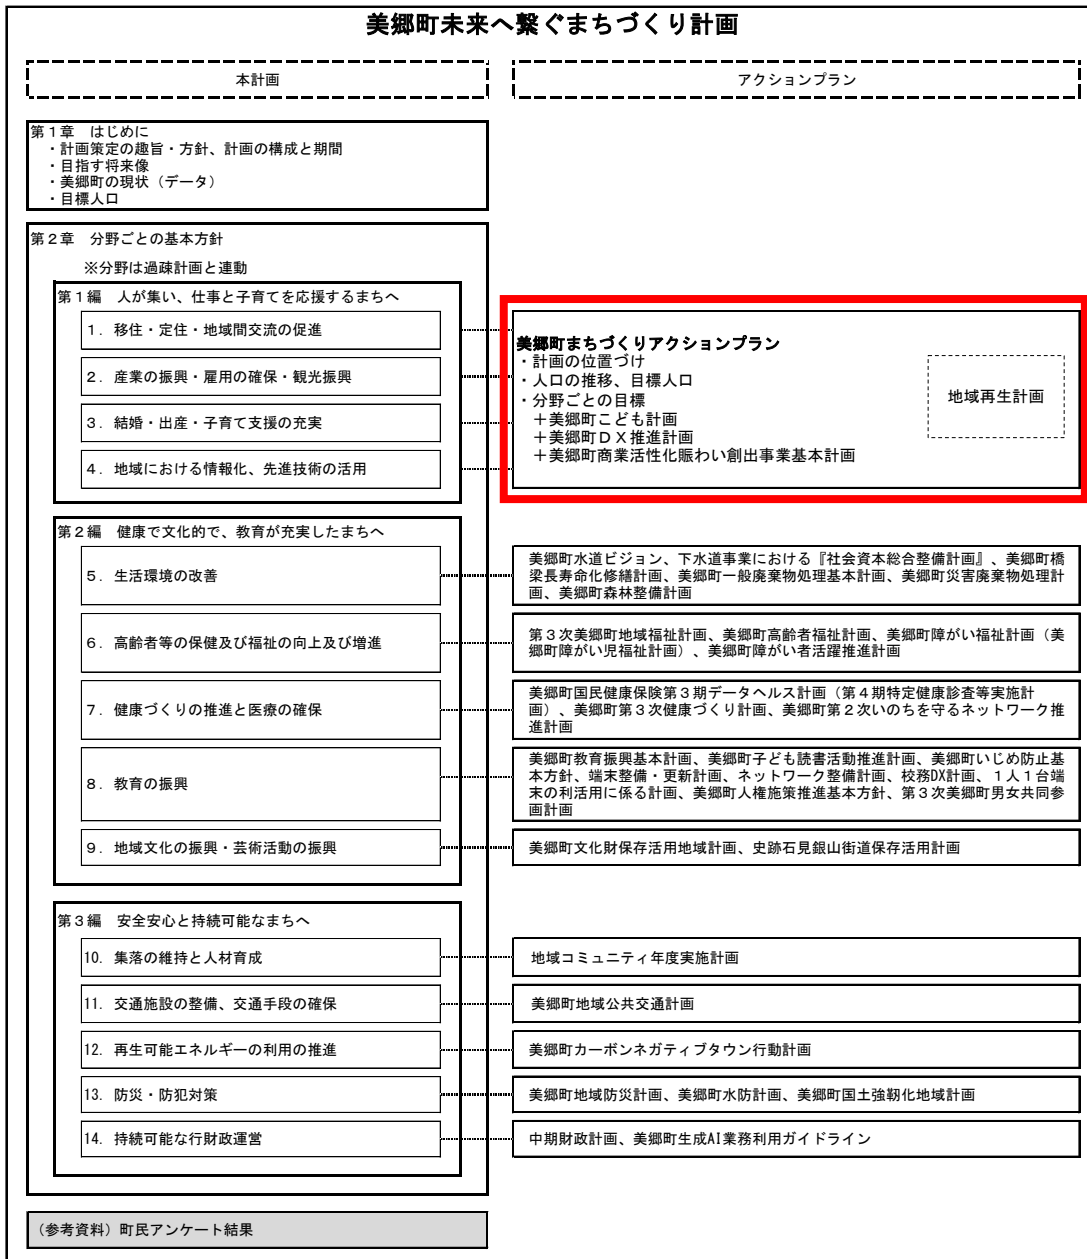 美郷町未来へ繋ぐまちづくり計画
本計画
アクションプラン
第１章　はじめに
・計画策定の趣旨・方針、計画の構成と期間
・目指す将来像
・美郷町の現状（データ）
・目標人口
第２章　分野ごとの基本方針
※分野は過疎計画と連動
第１編　人が集い、仕事と子育てを応援するまちへ
１．移住・定住・地域間交流の促進
２．産業の振興・雇用の確保・観光振興
３．結婚・出産・子育て支援の充実
４．地域における情報化、先進技術の活用
美郷町まちづくりアクションプラン
・計画の位置づけ
・人口の推移、目標人口
・分野ごとの目標
＋美郷町こども計画
＋美郷町ＤＸ推進計画
＋美郷町商業活性化賑わい創出事業基本計画
地域再生計画
第２編　健康で文化的で、教育が充実したまちへ
５．生活環境の改善
美郷町水道ビジョン、下水道事業における『社会資本総合整備計画』、美郷町橋
梁長寿命化修繕計画、美郷町一般廃棄物処理基本計画、美郷町災害廃棄物処理計
画、美郷町森林整備計画
６．高齢者等の保健及び福祉の向上及び増進
第３次美郷町地域福祉計画、美郷町高齢者福祉計画、美郷町障がい福祉計画（美
郷町障がい児福祉計画）、美郷町障がい者活躍推進計画
７．健康づくりの推進と医療の確保
美郷町国民健康保険第３期データヘルス計画（第４期特定健康診査等実施計
画）、美郷町第３次健康づくり計画、美郷町第２次いのちを守るネットワーク推
進計画
８．教育の振興
美郷町教育振興基本計画、美郷町子ども読書活動推進計画、美郷町いじめ防止基
本方針、端末整備・更新計画、ネットワーク整備計画、校務DX計画、１人１台端
末の利活用に係る計画、美郷町人権施策推進基本方針、第３次美郷町男女共同参
画計画
９．地域文化の振興・芸術活動の振興
美郷町文化財保存活用地域計画、史跡石見銀山街道保存活用計画
第３編　安全安心と持続可能なまちへ
10．集落の維持と人材育成
地域コミュニティ年度実施計画
11．交通施設の整備、交通手段の確保
美郷町地域公共交通計画
12．再生可能エネルギーの利用の推進
美郷町カーボンネガティブタウン行動計画
13．防災・防犯対策
美郷町地域防災計画、美郷町水防計画、美郷町国土強靭化地域計画
14．持続可能な行財政運営
中期財政計画、美郷町生成AI業務利用ガイドライン
（参考資料）町民アンケート結果